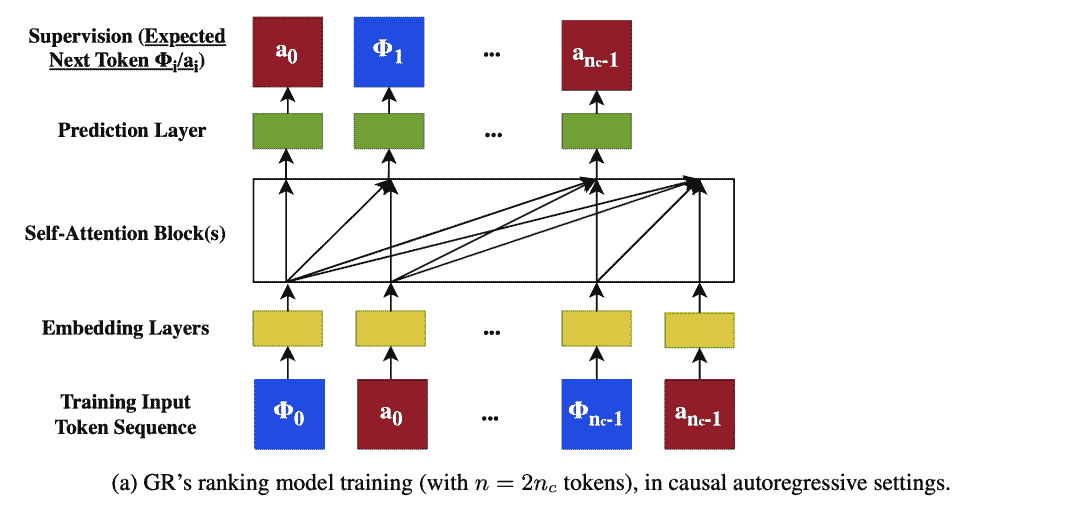 Supervision (Expected
Next Token Φi/ai)
a0
Φ1
...
anc-1
Prediction Layer
...
Self-Attention Block(s)
Embedding Layers
...
Training Input
Token Sequence
Φ0
a0
...
Φnc-1
anc-1
(a) GR's ranking model training (with n = 2nc tokens), in causal autoregressive settings.